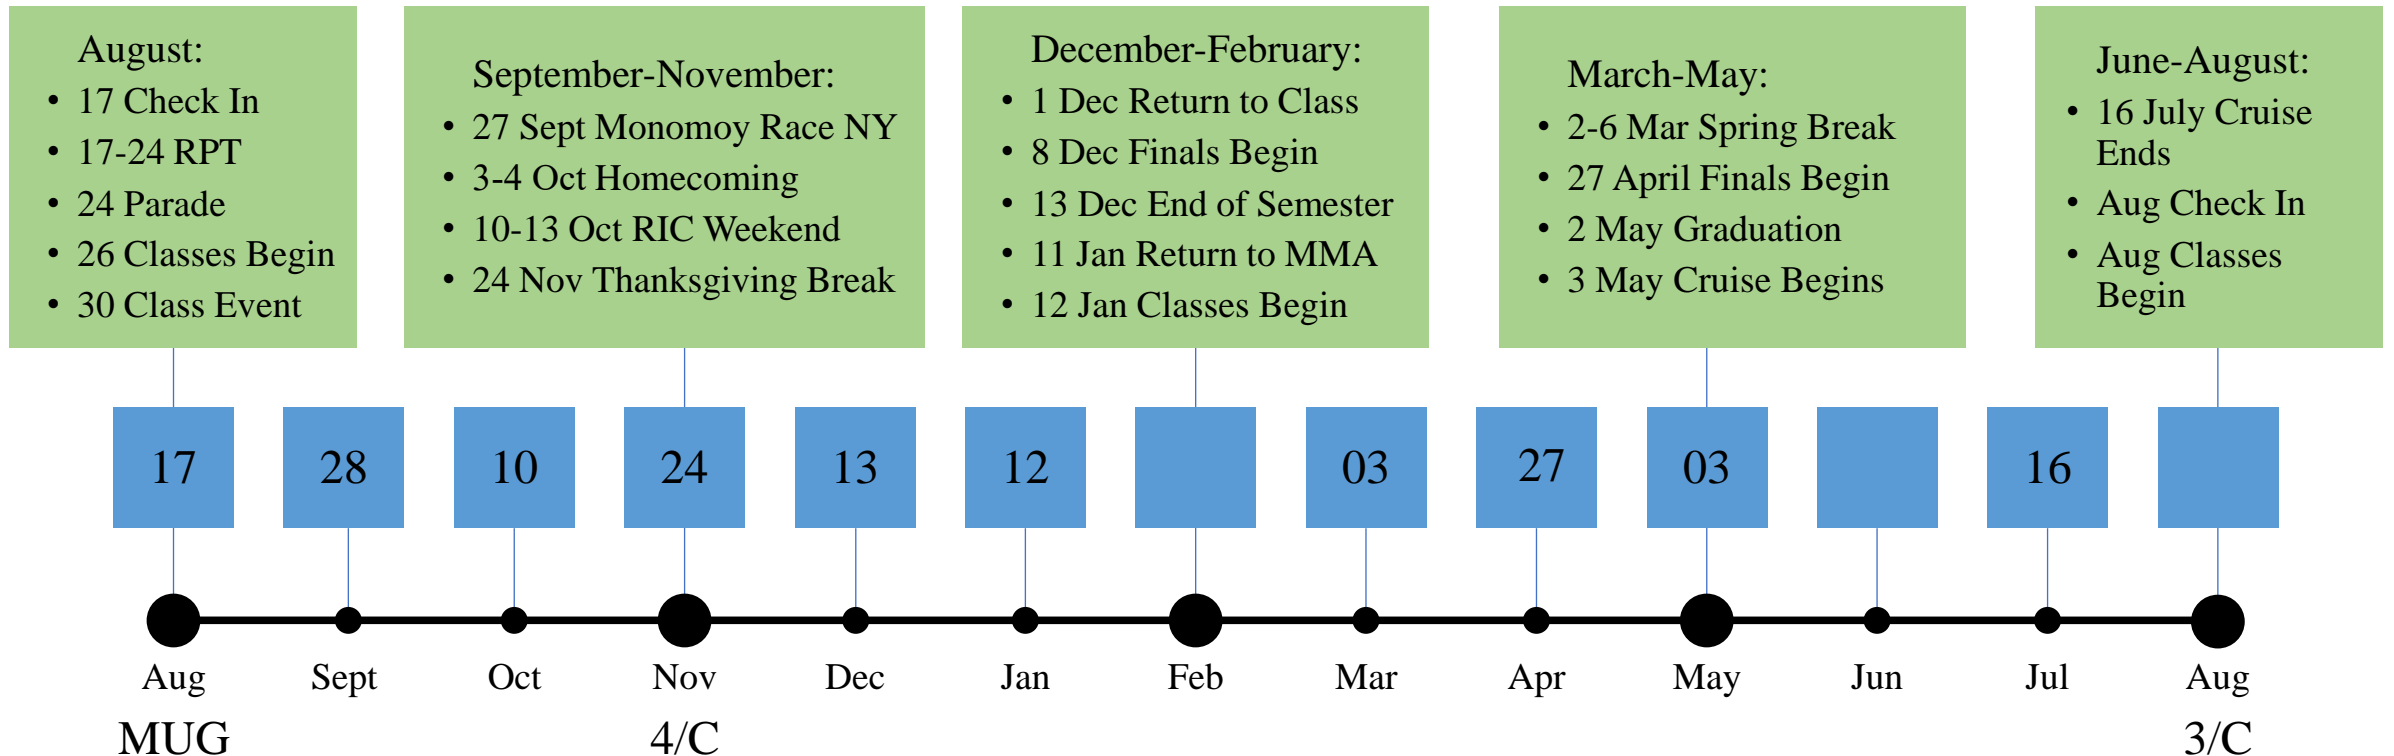 August:
• 17 Check In
• 17-24 RPT
• 24 Parade
• 26 Classes Begin
• 30 Class Event
September-November:
• 27 Sept Monomoy Race NY
• 3-4 Oct Homecoming
• 10-13 Oct RIC Weekend
• 24 Nov Thanksgiving Break
December-February:
• 1 Dec Return to Class
• 8 Dec Finals Begin
• 13 Dec End of Semester
• 11 Jan Return to MMA
• 12 Jan Classes Begin
March-May:
• 2-6 Mar Spring Break
• 27 April Finals Begin
• 2 May Graduation
• 3 May Cruise Begins
June-August:
• 16 July Cruise
Ends
• Aug Check In
• Aug Classes
Begin
17 28 10 24 13 12 03 27 03 16
Aug Sept Oct Nov Dec Jan Feb Mar Apr May Jun Jul Aug
MUG 4/C 3/C